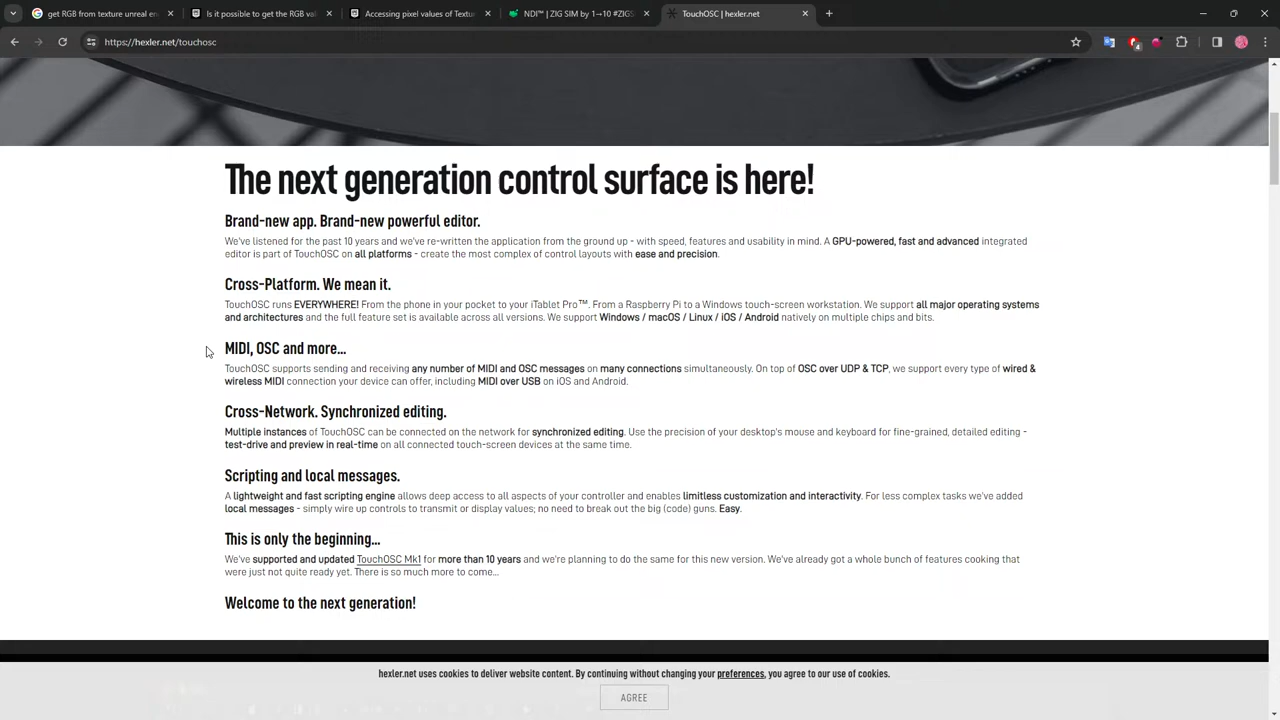 get RGB from texture unreal en
Is it possible to get the RGB val
Accessing pixel values of Textu
NDI™ | ZIG SIM by 1→10 #ZIGS
TouchOSC | hexler.net
https://hexler.net/touchosc
4
The next generation control surface is here!
Brand-new app. Brand-new powerful editor.
We've listened for the past 10 years and we've re-written the application from the ground up - with speed, features and usability in mind. A GPU-powered, fast and advanced integrated
editor is part of TouchOSC on all platforms - create the most complex of control layouts with ease and precision.
Cross-Platform. We mean it.
TouchOSC runs EVERYWHERE! From the phone in your pocket to your iTablet Pro™. From a Raspberry Pi to a Windows touch-screen workstation. We support all major operating systems
and architectures and the full feature set is available across all versions. We support Windows / macOS / Linux / iOS / Android natively on multiple chips and bits.
MIDI, OSC and more...
TouchOSC supports sending and receiving any number of MIDI and OSC messages on many connections simultaneously. On top of OSC over UDP & TCP, we support every type of wired &
wireless MIDI connection your device can offer, including MIDI over USB on iOS and Android.
Cross-Network. Synchronized editing.
Multiple instances of TouchOSC can be connected on the network for synchronized editing. Use the precision of your desktop's mouse and keyboard for fine-grained, detailed editing -
test-drive and preview in real-time on all connected touch-screen devices at the same time.
Scripting and local messages.
A lightweight and fast scripting engine allows deep access to all aspects of your controller and enables limitless customization and interactivity. For less complex tasks we've added
local messages - simply wire up controls to transmit or display values; no need to break out the big (code) guns. Easy.
This is only the beginning...
We've supported and updated TouchOSC Mk1 for more than 10 years and we're planning to do the same for this new version. We've already got a whole bunch of features cooking that
were just not quite ready yet. There is so much more to come...
Welcome to the next generation!
hexler.net uses cookies to deliver website content. By continuing without changing your preferences, you agree to our use of cookies.
AGREE